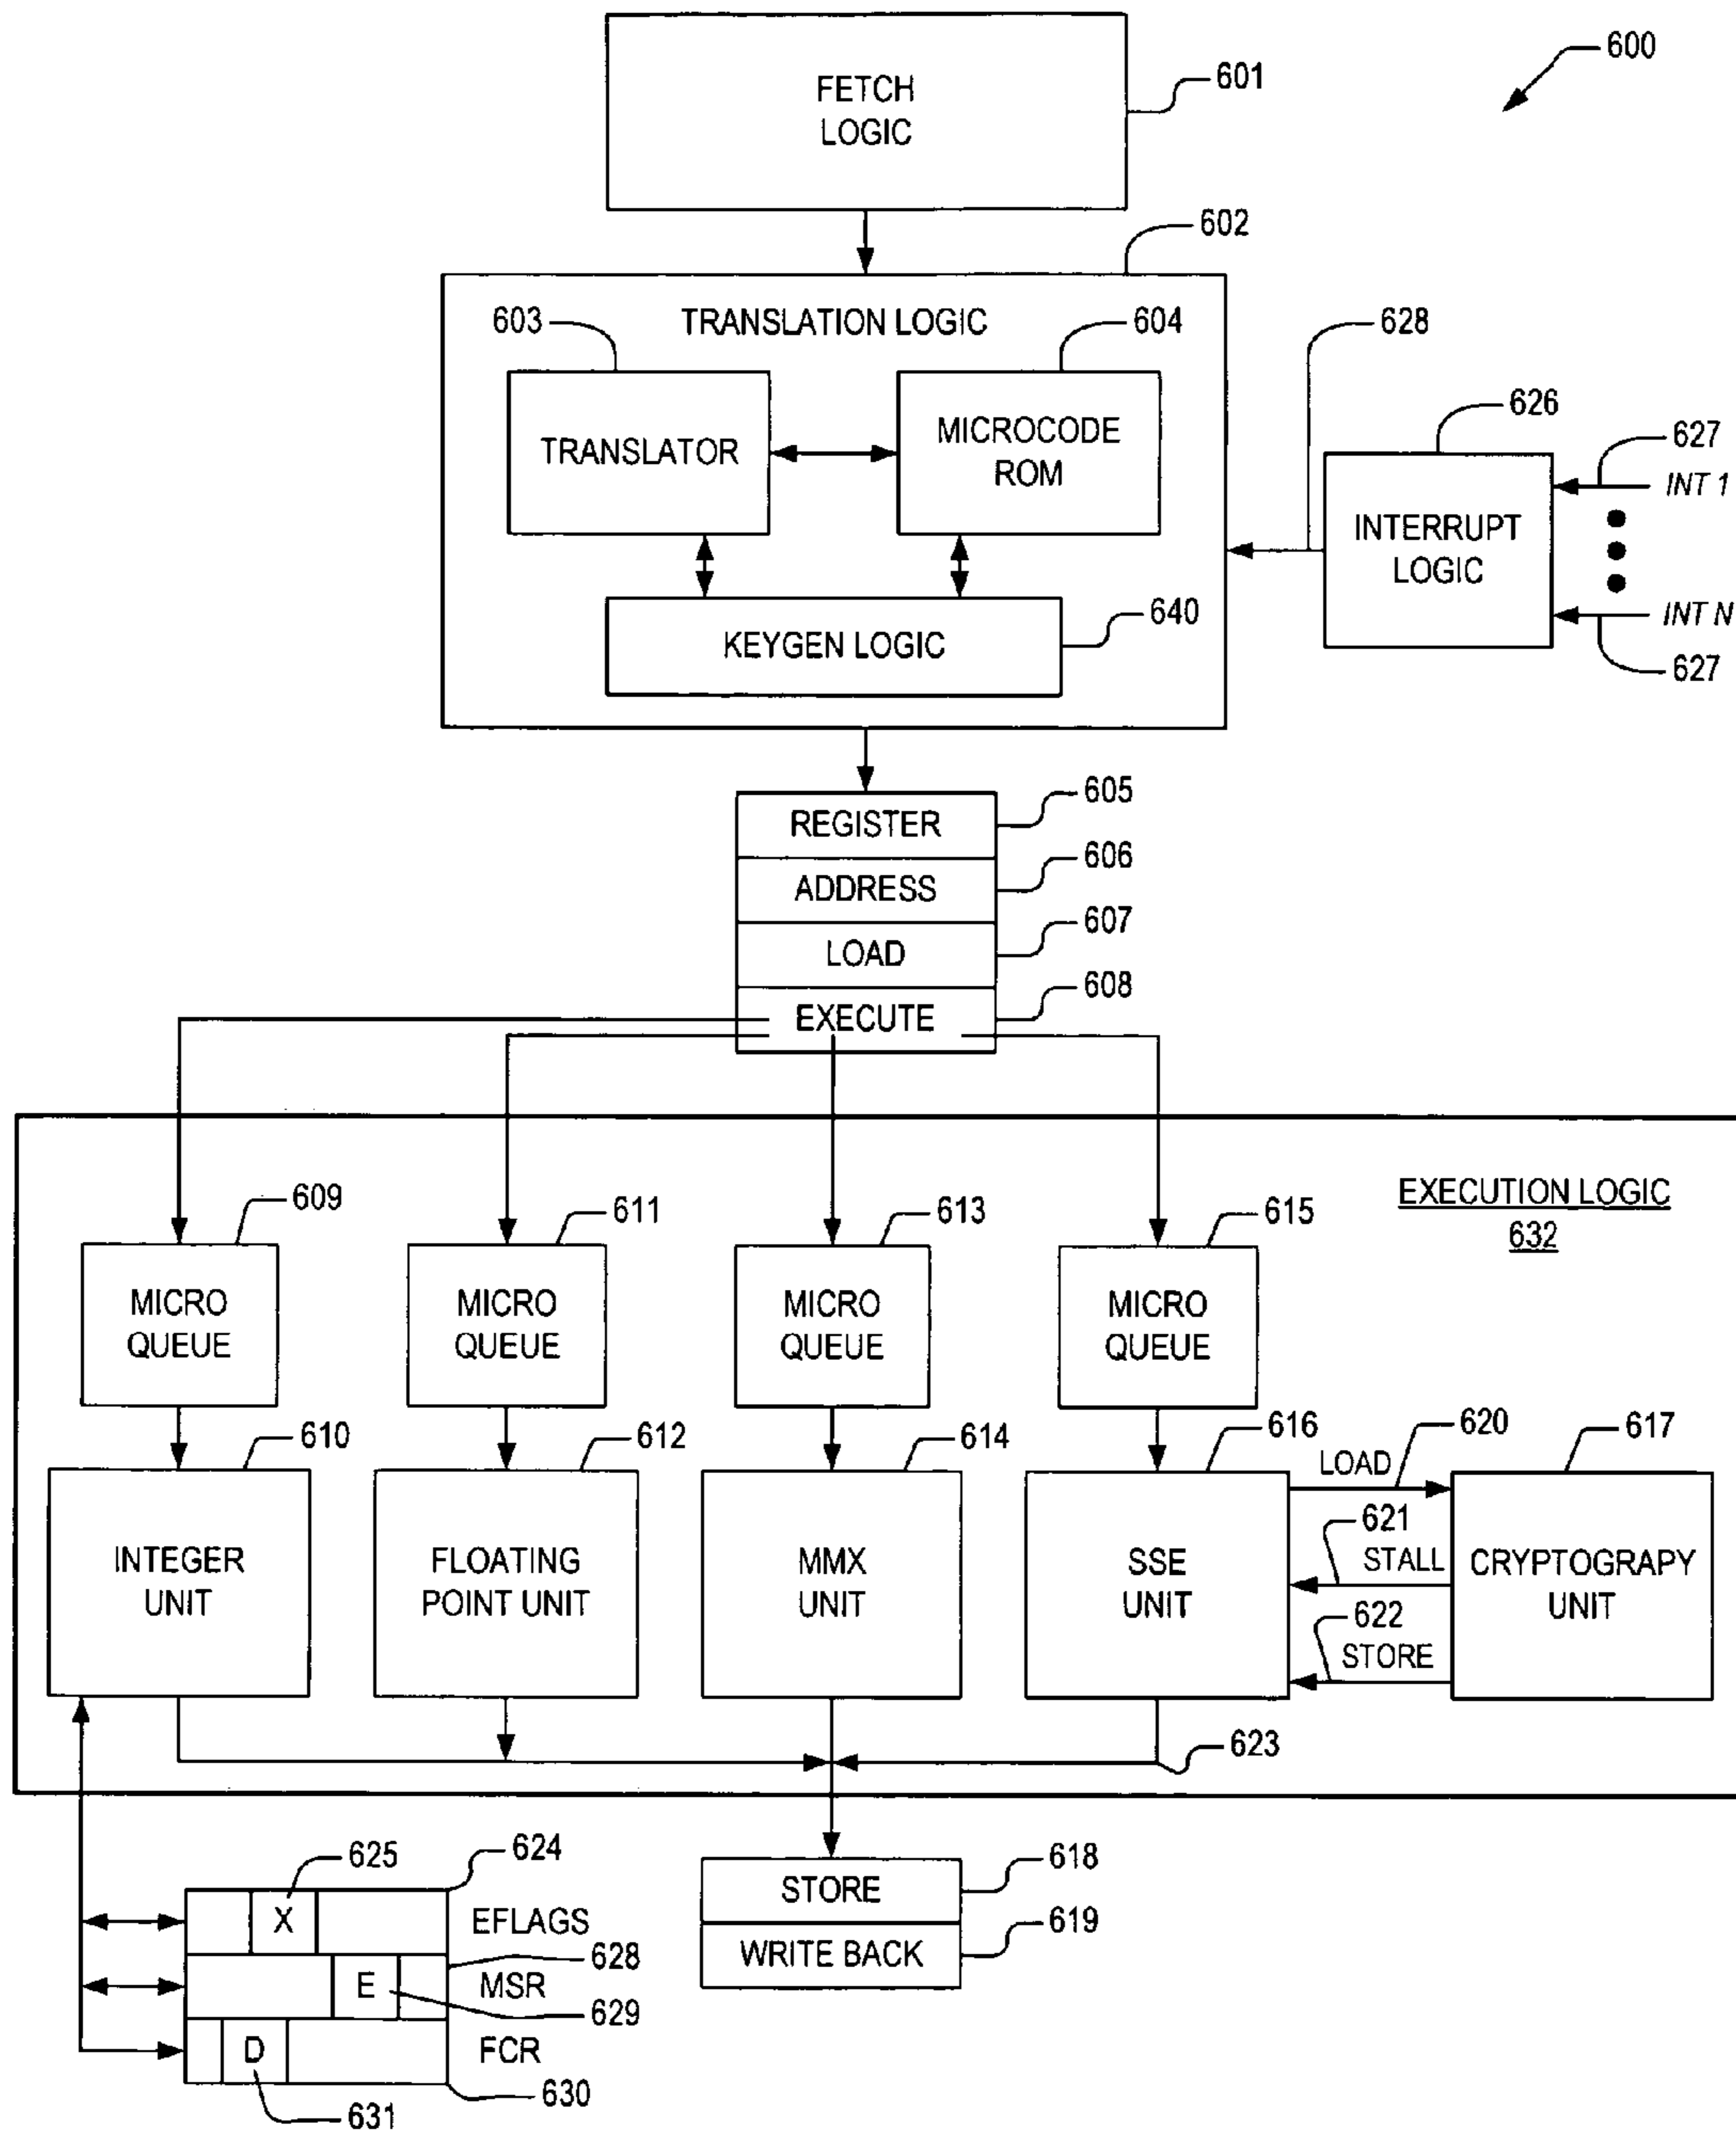 600
FETCH
LOGIC
601
602
TRANSLATION LOGIC
603
604
628
TRANSLATOR
MICROCODE
ROM
626
627
INT 1
INTERRUPT
LOGIC
INT N
627
KEYGEN LOGIC
640
REGISTER
605
ADDRESS
606
LOAD
607
EXECUTE
608
EXECUTION LOGIC
632
609
611
613
615
MICRO
QUEUE
MICRO
QUEUE
MICRO
QUEUE
MICRO
QUEUE
610
612
614
616
620
617
LOAD
621
STALL
622
STORE
INTEGER
UNIT
FLOATING
POINT UNIT
MMX
UNIT
SSE
UNIT
CRYPTOGRAPY
UNIT
623
625
624
X
EFLAGS
628
E
MSR
629
D
FCR
630
631
STORE
618
WRITE BACK
619